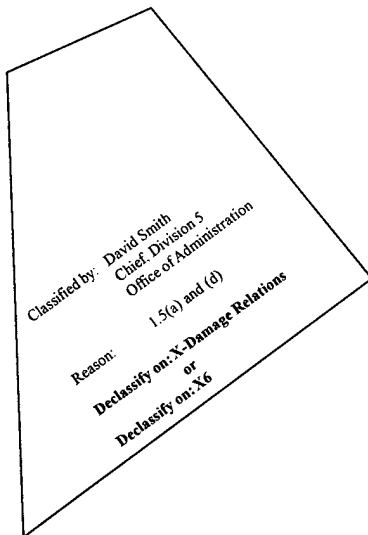 Classified by: David Smith
Chief. Division 5
Office of Administration
Reason: 1.5(a) and (d)
Declassify on: X-Damage Relations
or
Declassify on: X6